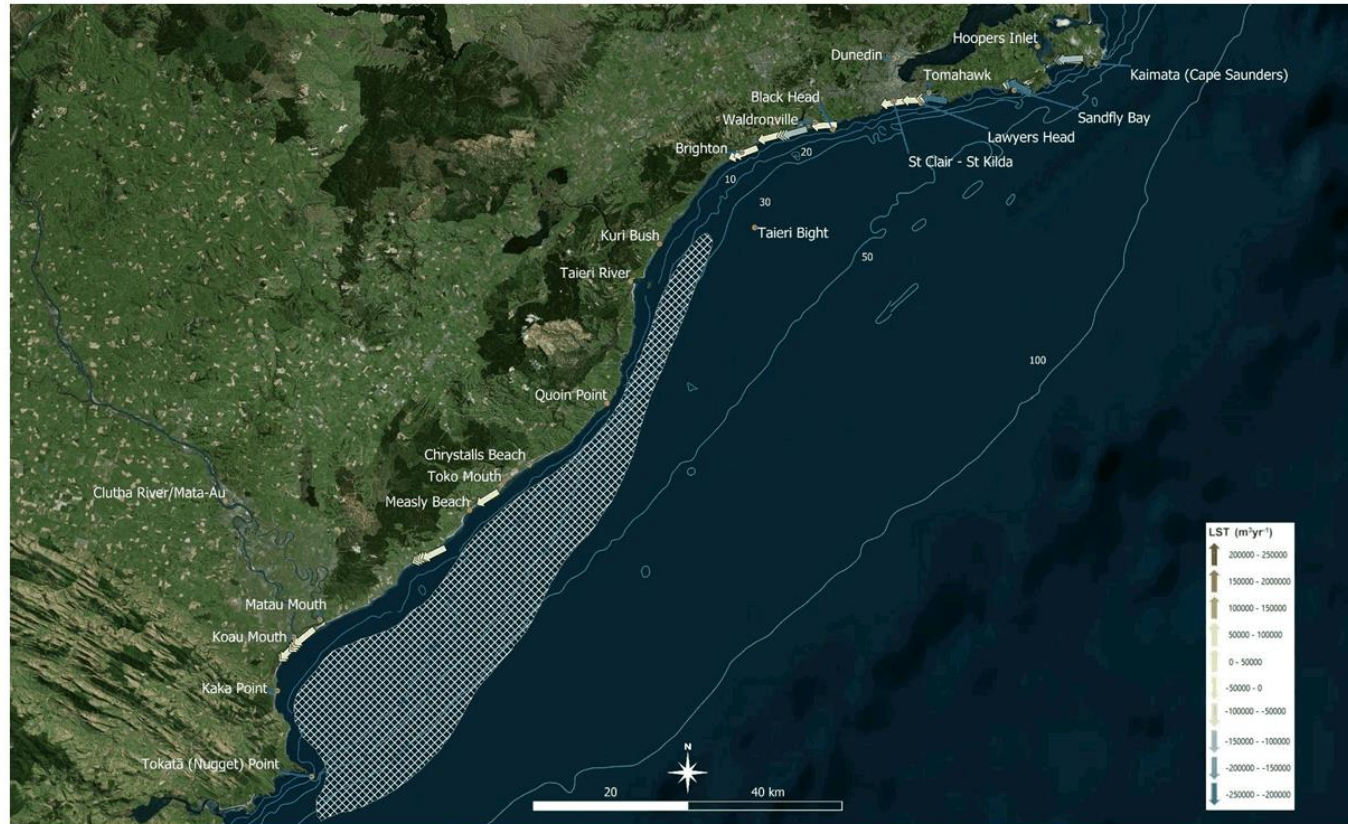 Hoopers Inlet
Dunedin
Kaimata (Cape Saunders)
Tomahawk
Black Head
Sandfly Bay
Waldronville
Lawyers Head
Brighton
20
St Clair - St Kilda
10
30
Taieri Bight
Kuri Bush
50
Taieri River
100
Quoin Point
Chrystalls Beach
Toko Mouth
Clutha River/Mata-Au
Measly Beach
Matau Mouth
Koau Mouth
Kaka Point
Tokatā (Nugget) Point
N
20 40 km
LST (m³yr⁻¹)
200000 - 250000
150000 - 2000000
100000 - 150000
50000 - 100000
0 - 50000
-50000 - 0
-100000 - -50000
-150000 - -100000
-200000 - -150000
-250000 - -200000